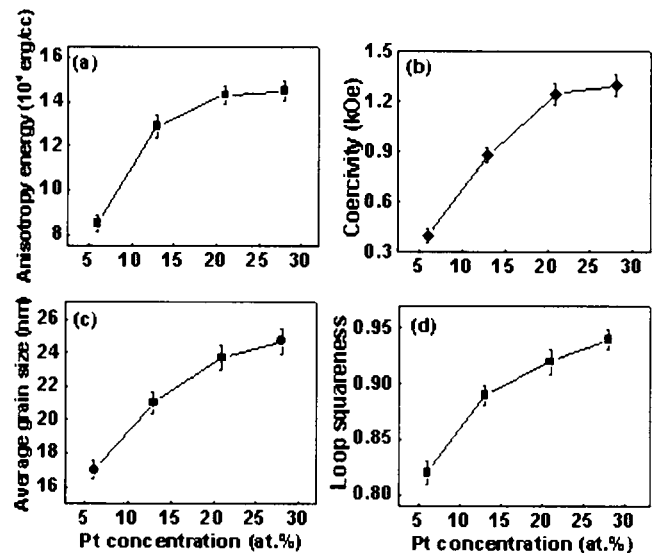 (a)
Anisotropy energy (10⁴ erg/cc)
16
14
12
10
8
5 10 15 20 25 30
(b)
Coercivity (kOe)
1.5
1.2
0.9
0.6
0.3
5 10 15 20 25 30
(c)
Average grain size (nm)
26
24
22
20
18
16
5 10 15 20 25 30
Pt concentration (at.%)
(d)
Loop squareness
0.95
0.90
0.85
0.80
5 10 15 20 25 30
Pt concentration (at.%)